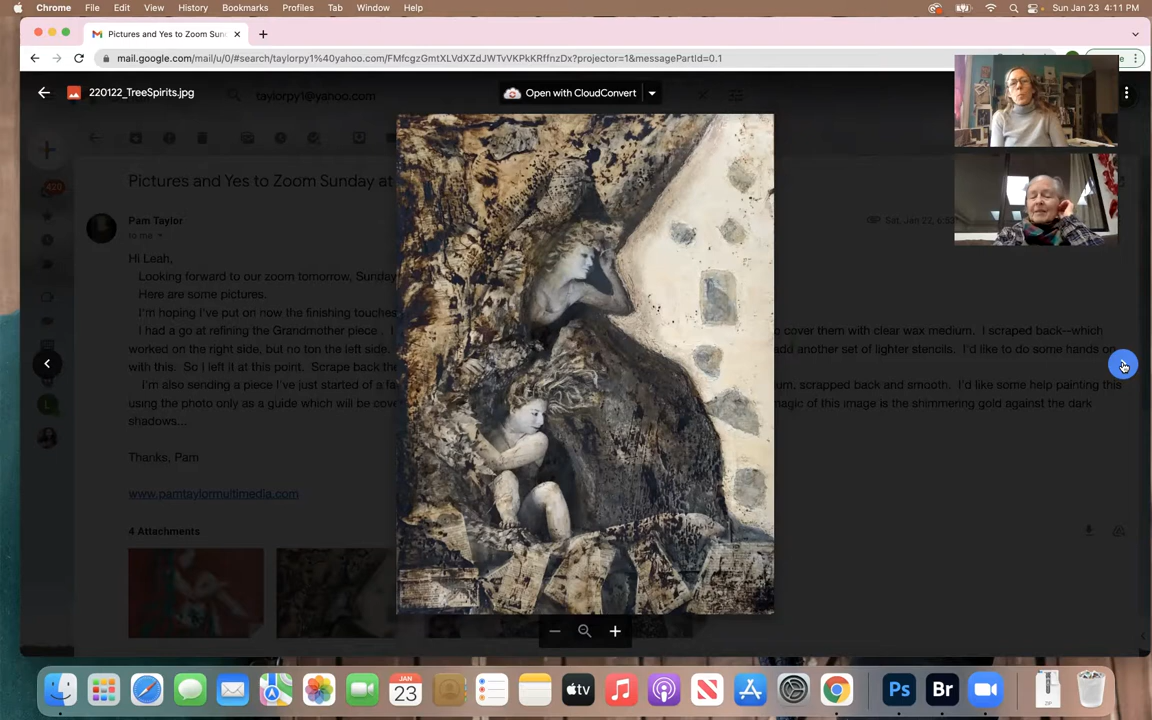 Chrome File Edit View History Bookmarks Profiles Tab Window Help Sun Jan 23 4:11 PM
Pictures and Yes to Zoom Sun
mail.google.com/mail/u/0/#search/taylorpy1%40yahoo.com/FMfcgzGmtXLVdXZdJWTvVKPkKRffnzDx?projector=1&messagePartId=0.1
220122_TreeSpirits.jpg
taylorpy1@yahoo.com
Open with CloudConvert
Pictures and Yes to Zoom Sunday at
Pam Taylor
to me
Sat, Jan 22,
Hi Leah,
Looking forward to our zoom tomorrow, Sunday
Here are some pictures.
I'm hoping I've put on now the finishing touches
I had a go at refining the Grandmother piece . I cover them with clear wax medium. I scraped back--which
worked on the right side, but no ton the left side. add another set of lighter stencils. I'd like to do some hands on
with this. So I left it at this point. Scrape back the
I'm also sending a piece I've just started of a fa um, scrapped back and smooth. I'd like some help painting this
using the photo only as a guide which will be cove magic of this image is the shimmering gold against the dark
shadows...
Thanks, Pam
www.pamtaylormultimedia.com
4 Attachments
JAN
23
tv
Ps
Br
ZIP